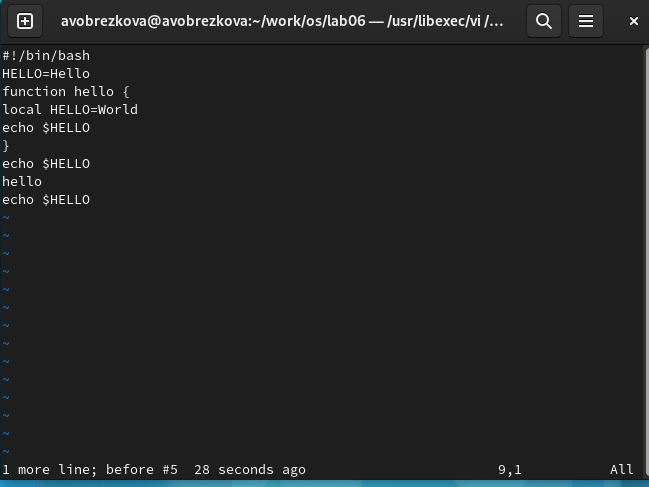 avobrezkova@avobrezkova:~/work/os/lab06 — /usr/libexec/vi /...
#!/bin/bash
HELLO=Hello
function hello {
local HELLO=World
echo $HELLO
}
echo $HELLO
hello
echo $HELLO
~
~
~
~
~
~
~
~
~
~
~
~
~
~
1 more line; before #5  28 seconds ago 9,1 All